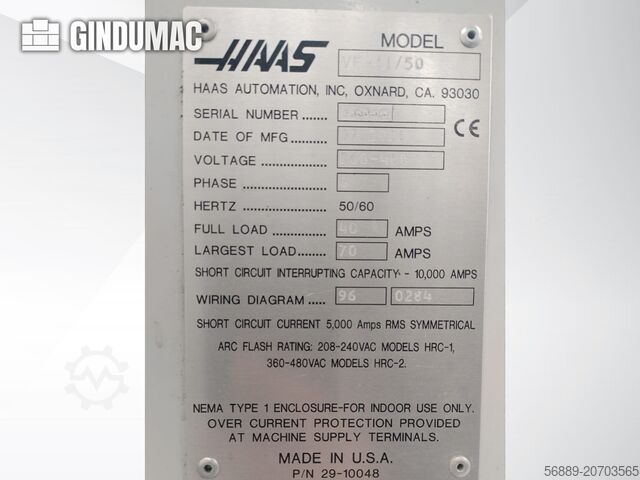 GINDUMAC
HAAS
MODEL
/50
HAAS AUTOMATION, INC, OXNARD, CA. 93030
SERIAL NUMBER .......
CE
DATE OF MFG ...........
VOLTAGE ...................
PHASE .......................
HERTZ ....................... 50/60
FULL LOAD ............... 40 AMPS
LARGEST LOAD........ 70 AMPS
SHORT CIRCUIT INTERRUPTING CAPACITY - 10,000 AMPS
WIRING DIAGRAM ..... 96 0284
SHORT CIRCUIT CURRENT 5,000 Amps RMS SYMMETRICAL
ARC FLASH RATING: 208-240VAC MODELS HRC-1,
360-480VAC MODELS HRC-2.
NEMA TYPE 1 ENCLOSURE-FOR INDOOR USE ONLY.
OVER CURRENT PROTECTION PROVIDED
AT MACHINE SUPPLY TERMINALS.
MADE IN U.S.A.
P/N 29-10048
56889-20703565